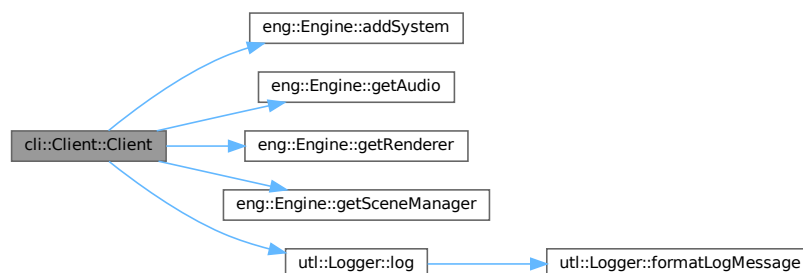 eng::Engine::addSystem
eng::Engine::getAudio
cli::Client::Client
eng::Engine::getRenderer
eng::Engine::getSceneManager
utl::Logger::log
utl::Logger::formatLogMessage